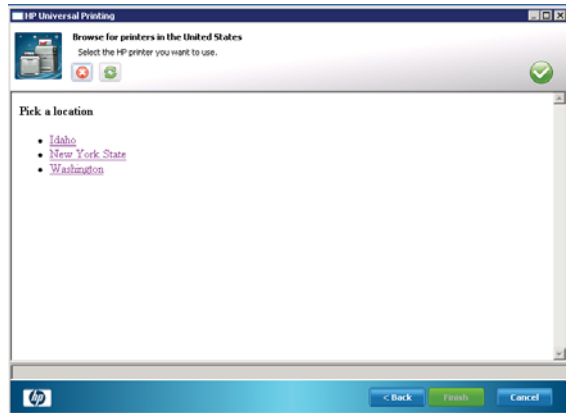 HP Universal Printing
Browse for printers in the United States
Select the HP printer you want to use.
Pick a location
Idaho
New York State
Washington
hp
< Back
Finish
Cancel